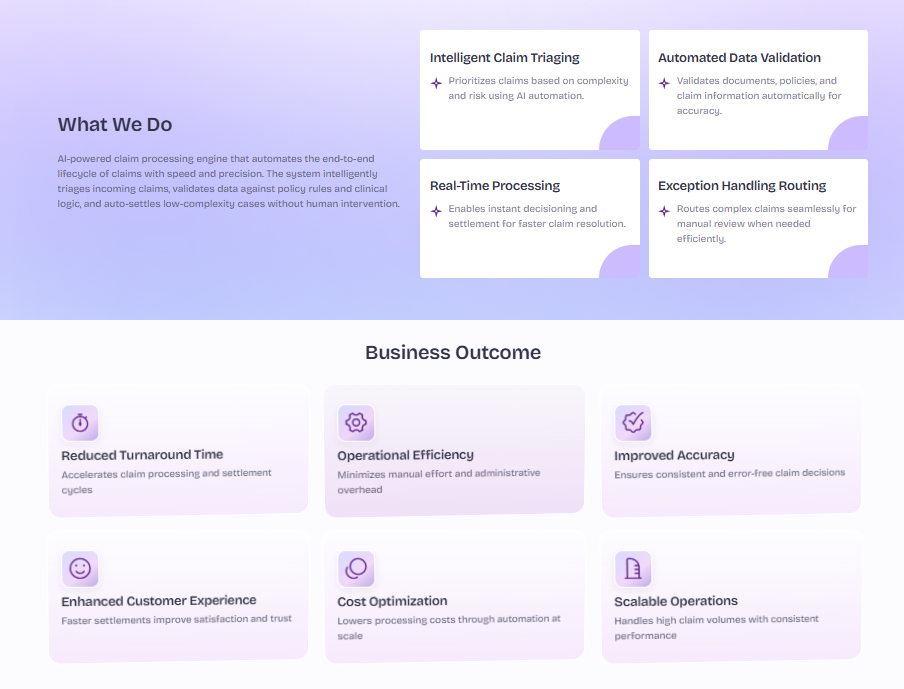 What We Do
AI-powered claim processing engine that automates the end-to-end
lifecycle of claims with speed and precision. The system intelligently
triages incoming claims, validates data against policy rules and clinical
logic, and auto-settles low-complexity cases without human intervention.
Intelligent Claim Triaging
Prioritizes claims based on complexity
and risk using AI automation.
Automated Data Validation
Validates documents, policies, and
claim information automatically for
accuracy.
Real-Time Processing
Enables instant decisioning and
settlement for faster claim resolution.
Exception Handling Routing
Routes complex claims seamlessly for
manual review when needed
efficiently.
Business Outcome
Reduced Turnaround Time
Accelerates claim processing and settlement
cycles
Operational Efficiency
Minimizes manual effort and administrative
overhead
Improved Accuracy
Ensures consistent and error-free claim decisions
Enhanced Customer Experience
Faster settlements improve satisfaction and trust
Cost Optimization
Lowers processing costs through automation at
scale
Scalable Operations
Handles high claim volumes with consistent
performance